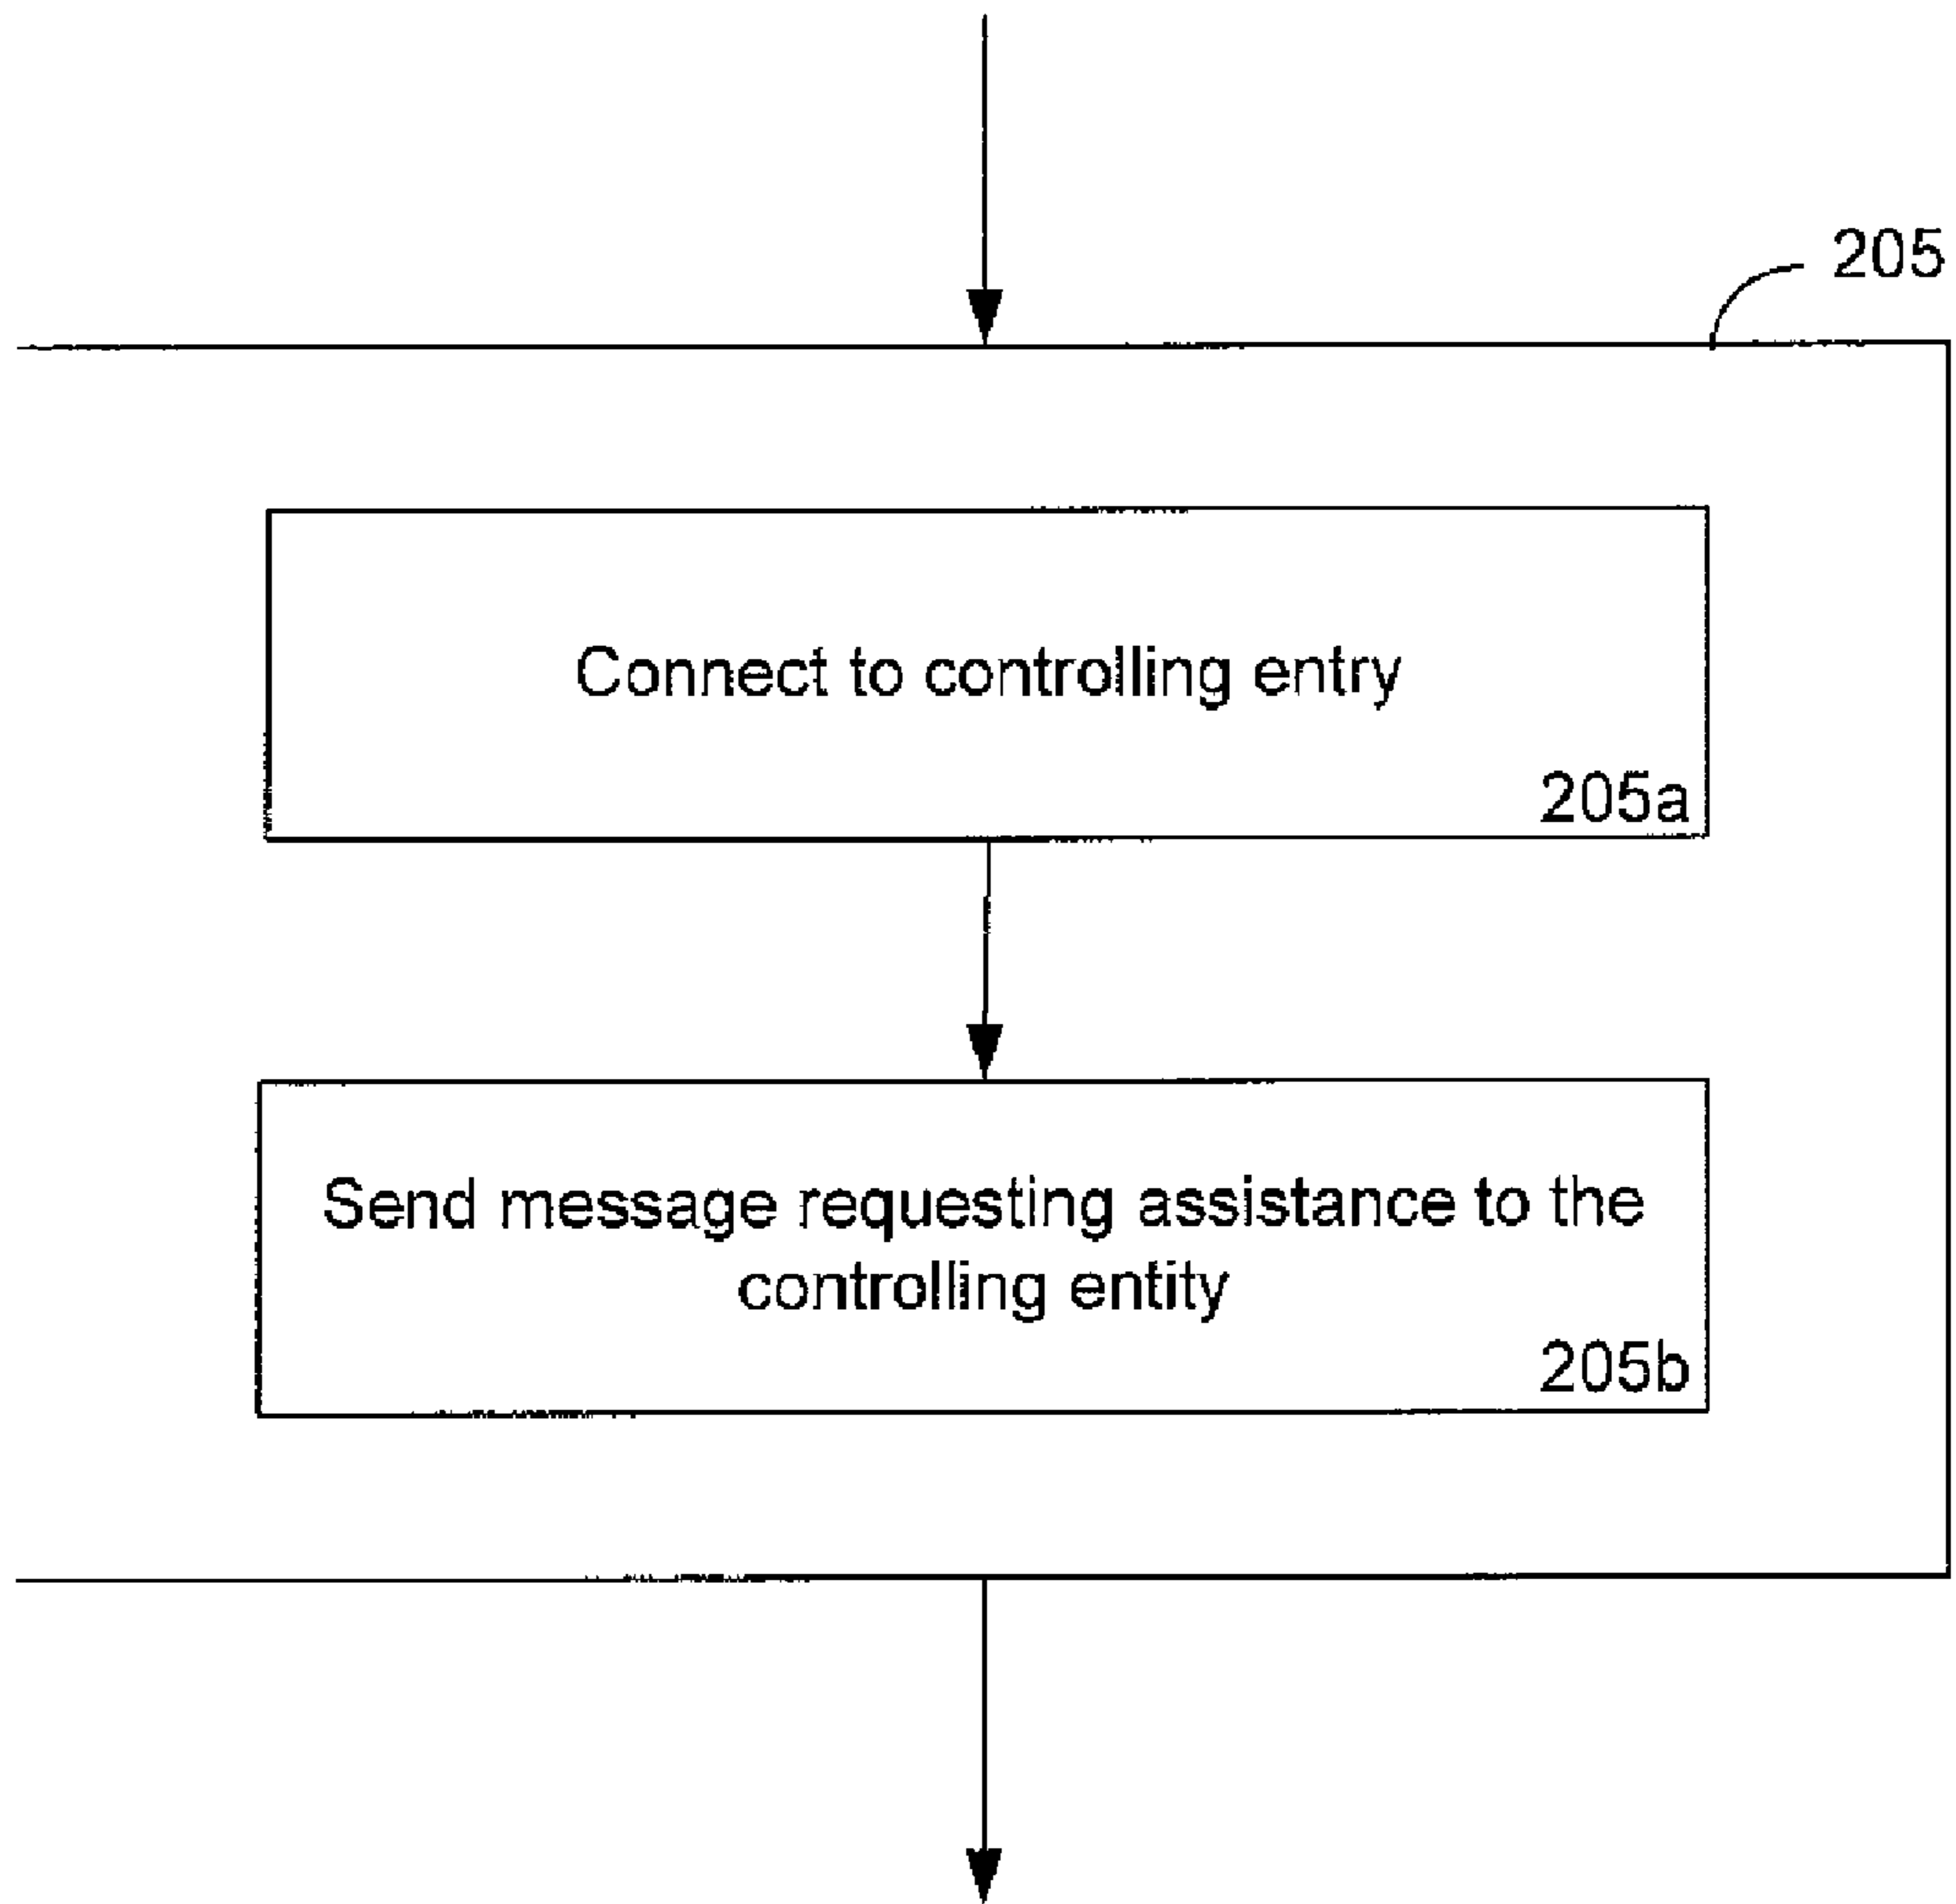 205
Connect to controlling entry
205a
Send message requesting assistance to the
controlling entity
205b